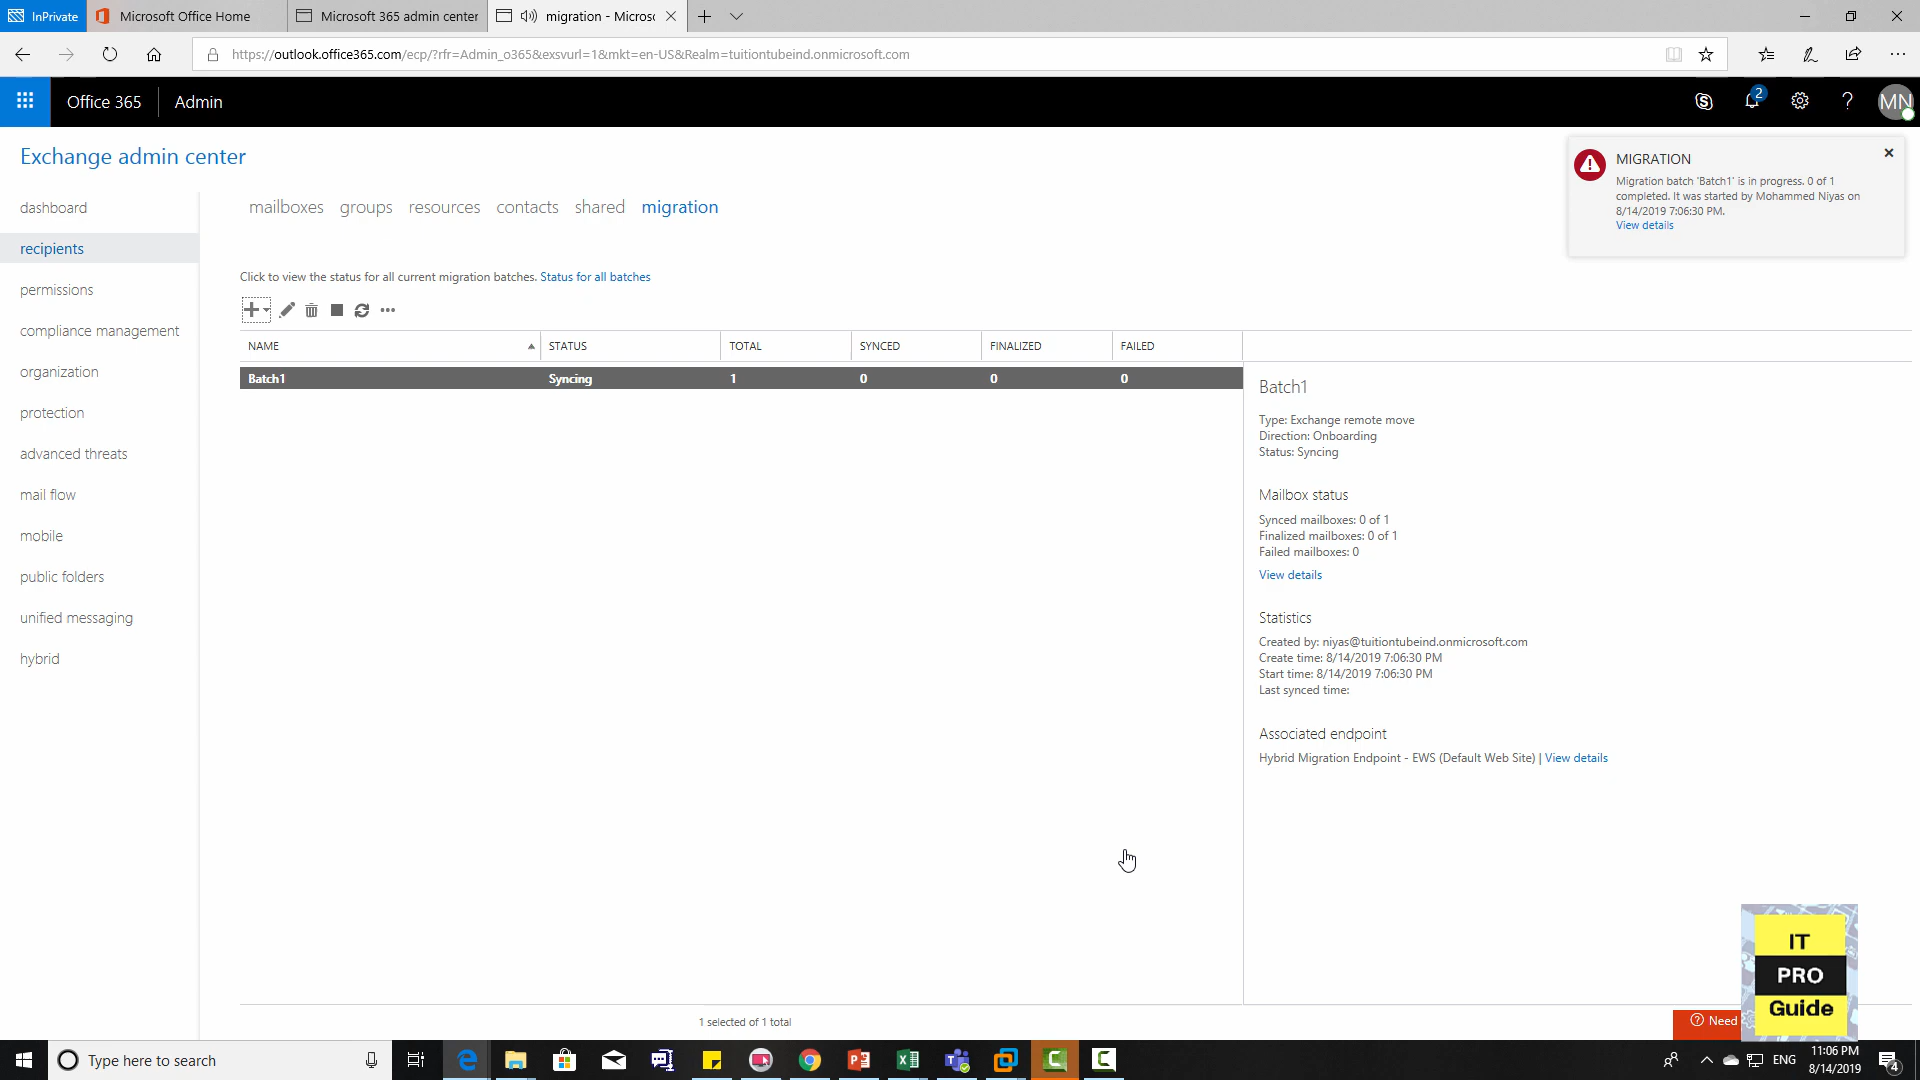 InPrivate
Microsoft Office Home
Microsoft 365 admin center
migration - Microsc
https://outlook.office365.com/ecp/?rfr=Admin_o365&exsvurl=1&mkt=en-US&Realm=tuitiontubeind.onmicrosoft.com
Office 365
Admin
2
MN
Exchange admin center
MIGRATION
Migration batch 'Batch1' is in progress. 0 of 1
completed. It was started by Mohammed Niyas on
8/14/2019 7:06:30 PM.
View details
dashboard
recipients
permissions
compliance management
organization
protection
advanced threats
mail flow
mobile
public folders
unified messaging
hybrid
mailboxes groups resources contacts shared migration
Click to view the status for all current migration batches. Status for all batches
NAME STATUS TOTAL SYNCED FINALIZED FAILED
Batch1 Syncing 1 0 0 0
Batch1
Type: Exchange remote move
Direction: Onboarding
Status: Syncing
Mailbox status
Synced mailboxes: 0 of 1
Finalized mailboxes: 0 of 1
Failed mailboxes: 0
View details
Statistics
Created by: niyas@tuitiontubeind.onmicrosoft.com
Create time: 8/14/2019 7:06:30 PM
Start time: 8/14/2019 7:06:30 PM
Last synced time:
Associated endpoint
Hybrid Migration Endpoint - EWS (Default Web Site) | View details
1 selected of 1 total
Need
IT
PRO
Guide
Type here to search
ENG
11:06 PM
8/14/2019
4